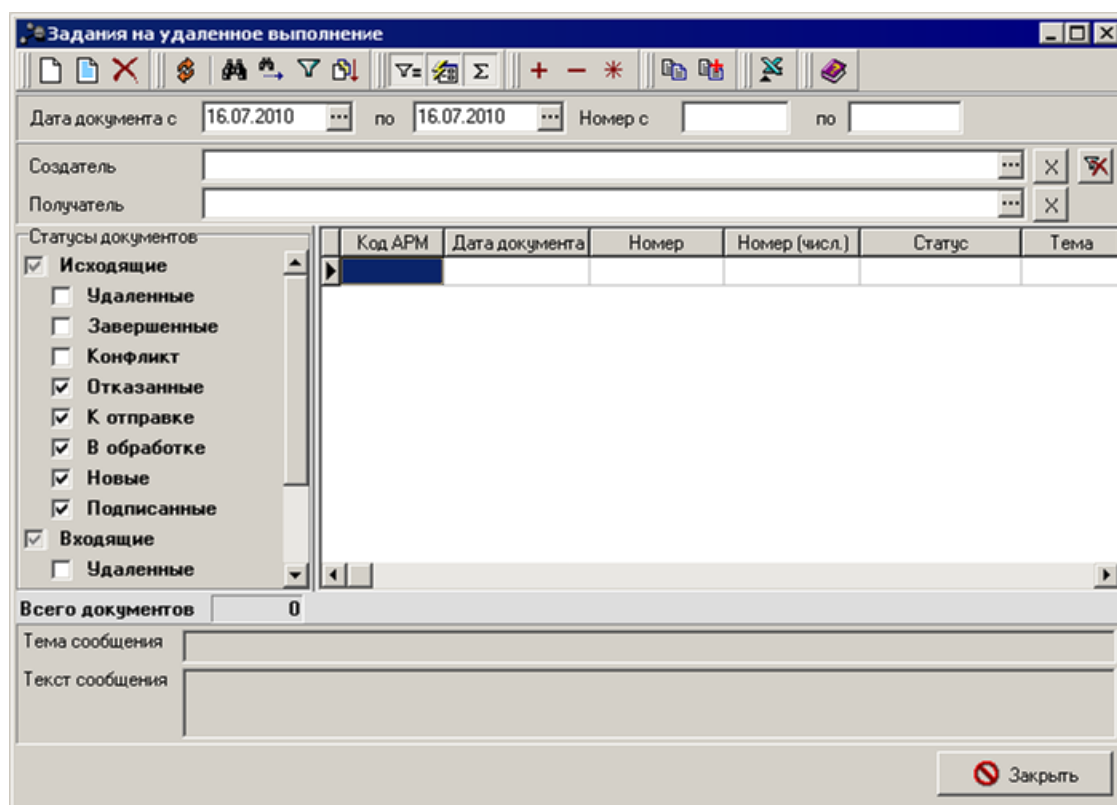 Задания на удаленное выполнение
Дата документа с 16.07.2010 ... по 16.07.2010 ... Номер с по
Создатель ...
Получатель ...
Статусы документов
Код АРМ Дата документа Номер Номер (числ.) Статус Тема
Исходящие
Удаленные
Завершенные
Конфликт
Отказанные
К отправке
В обработке
Новые
Подписанные
Входящие
Удаленные
Всего документов 0
Тема сообщения
Текст сообщения
Закрыть